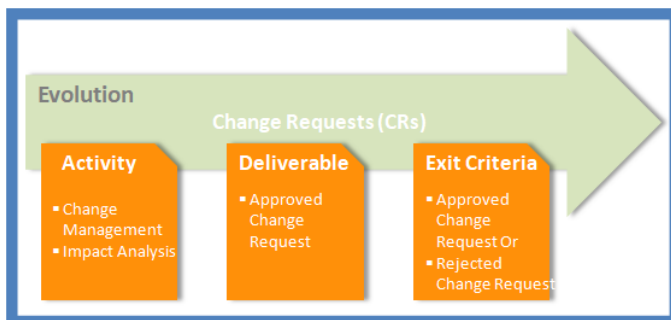 Evolution
Change Requests (CRs)
Activity
▪ Change
Management
▪ Impact Analysis
Deliverable
▪ Approved
Change
Request
Exit Criteria
▪ Approved
Change
Request Or
▪ Rejected
Change Request